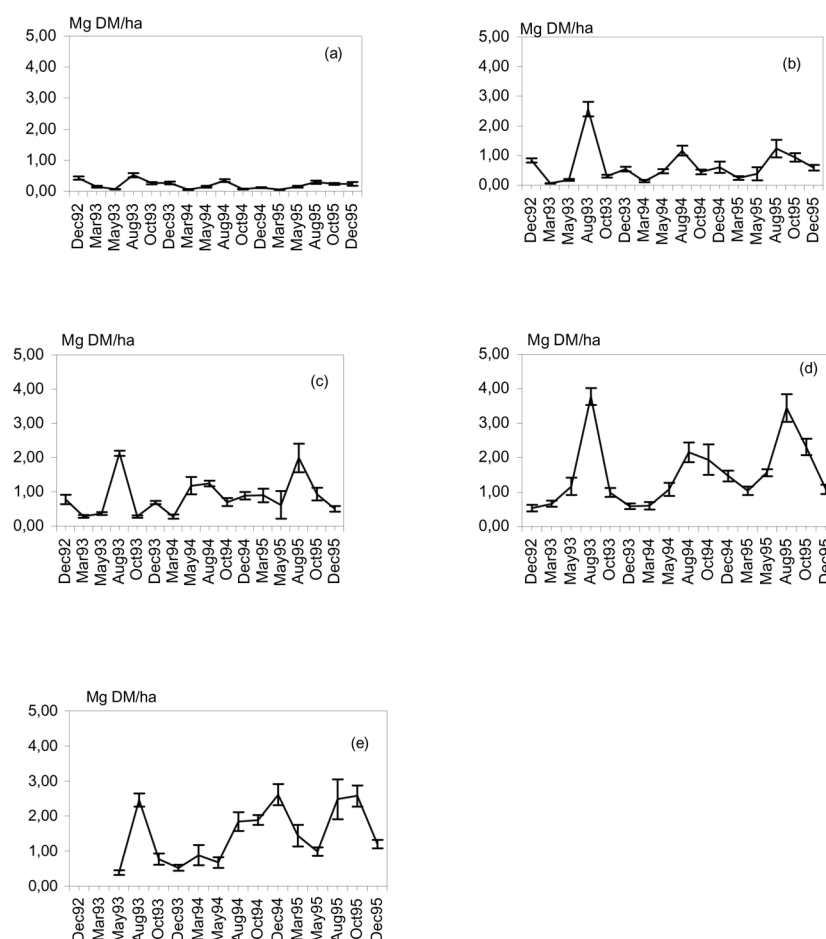 Mg DM/ha
(a)
5,00
4,00
3,00
2,00
1,00
0,00
Dec92 Mar93 May93 Aug93 Oct93 Dec93 Mar94 May94 Aug94 Oct94 Dec94 Mar95 May95 Aug95 Oct95 Dec95
Mg DM/ha
(b)
5,00
4,00
3,00
2,00
1,00
0,00
Dec92 Mar93 May93 Aug93 Oct93 Dec93 Mar94 May94 Aug94 Oct94 Dec94 Mar95 May95 Aug95 Oct95 Dec95
Mg DM/ha
(c)
5,00
4,00
3,00
2,00
1,00
0,00
Dec92 Mar93 May93 Aug93 Oct93 Dec93 Mar94 May94 Aug94 Oct94 Dec94 Mar95 May95 Aug95 Oct95 Dec95
Mg DM/ha
(d)
5,00
4,00
3,00
2,00
1,00
0,00
Dec92 Mar93 May93 Aug93 Oct93 Dec93 Mar94 May94 Aug94 Oct94 Dec94 Mar95 May95 Aug95 Oct95 Dec95
Mg DM/ha
(e)
5,00
4,00
3,00
2,00
1,00
0,00
Dec92 Mar93 May93 Aug93 Oct93 Dec93 Mar94 May94 Aug94 Oct94 Dec94 Mar95 May95 Aug95 Oct95 Dec95